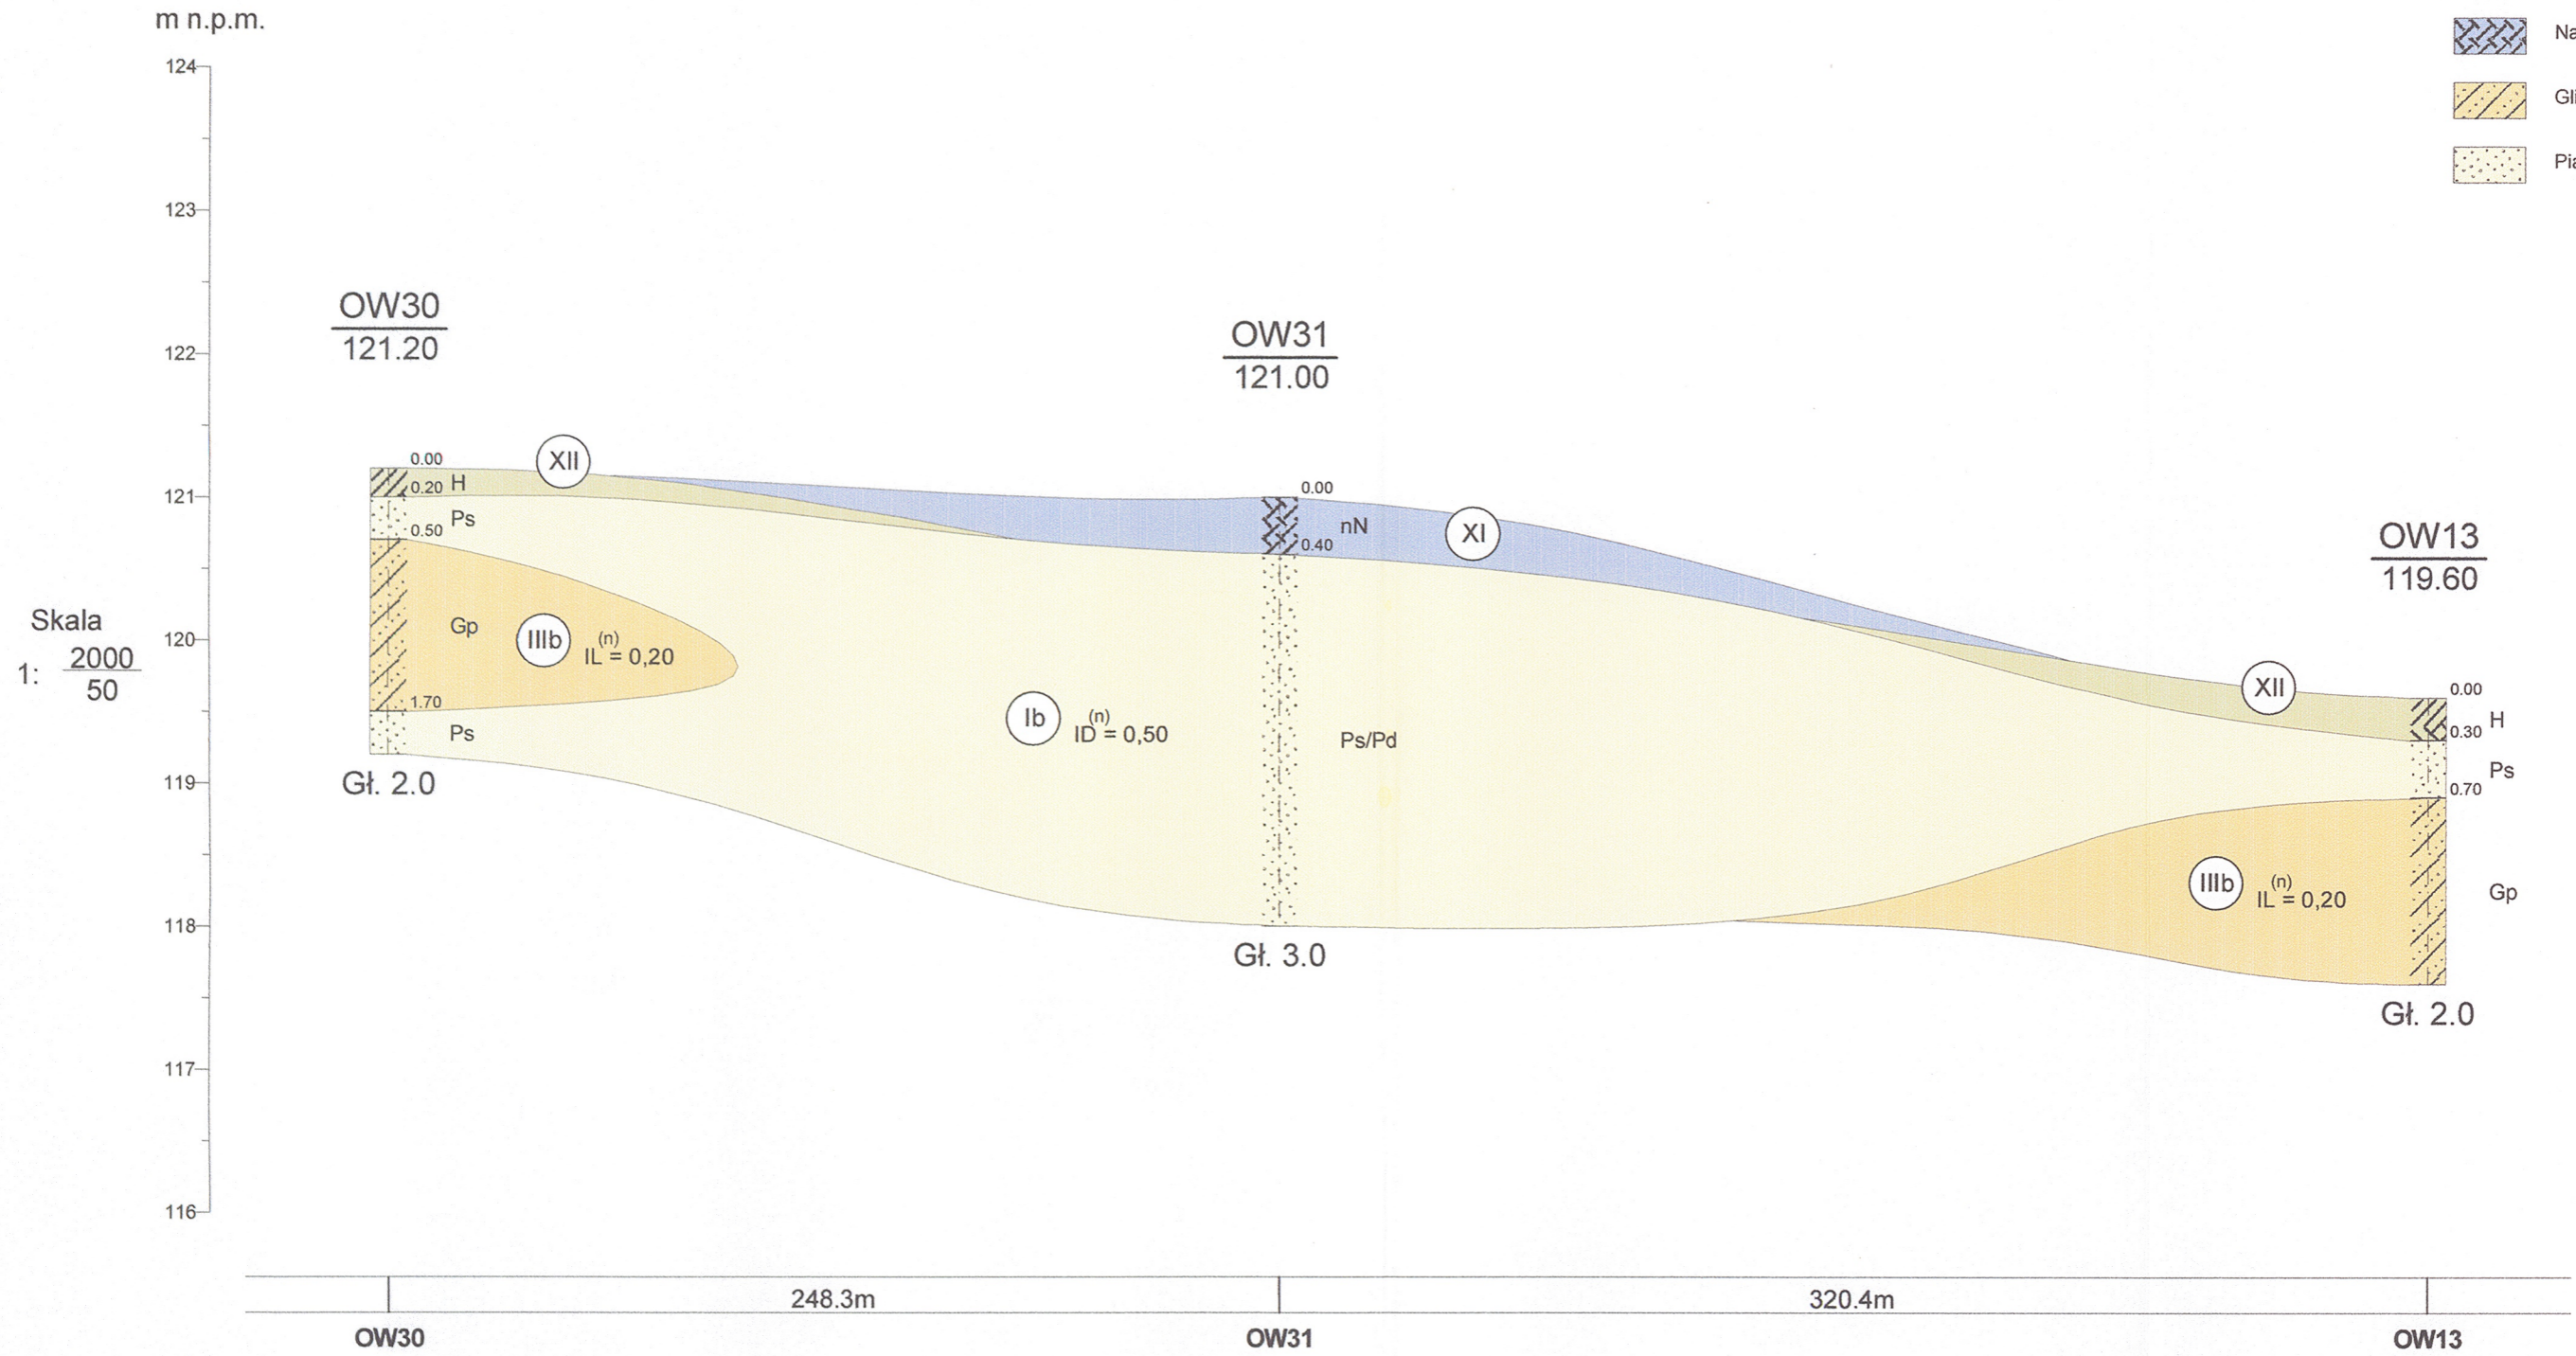 m n.p.m.
124
123
122
121
120
119
118
117
116
Skala
1: 2000
50
OW30
121.20
0.00
0.20 H
Ps
0.50
Gp
1.70
Ps
Gł. 2.0
XII
IIIb
(n)
IL = 0,20
Ib
(n)
ID = 0,50
OW31
121.00
0.00
nN
0.40
Ps/Pd
Gł. 3.0
XI
XII
OW13
119.60
0.00
H
0.30
Ps
0.70
Gp
IIIb
(n)
IL = 0,20
Gł. 2.0
248.3m
320.4m
OW30
OW31
OW13